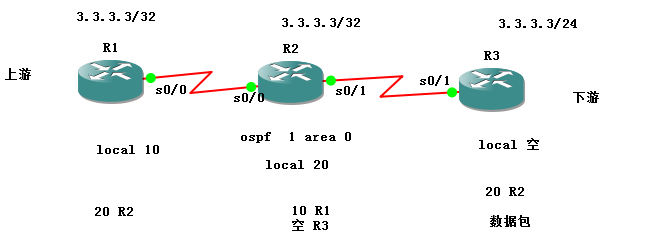 3.3.3.3/32 3.3.3.3/32 3.3.3.3/24
R1 R2 R3
上游 s0/0 s0/0 s0/1 s0/1 下游
ospf 1 area 0
local 10 local 20 local 空
20 R2 10 R1 20 R2
空 R3 数据包